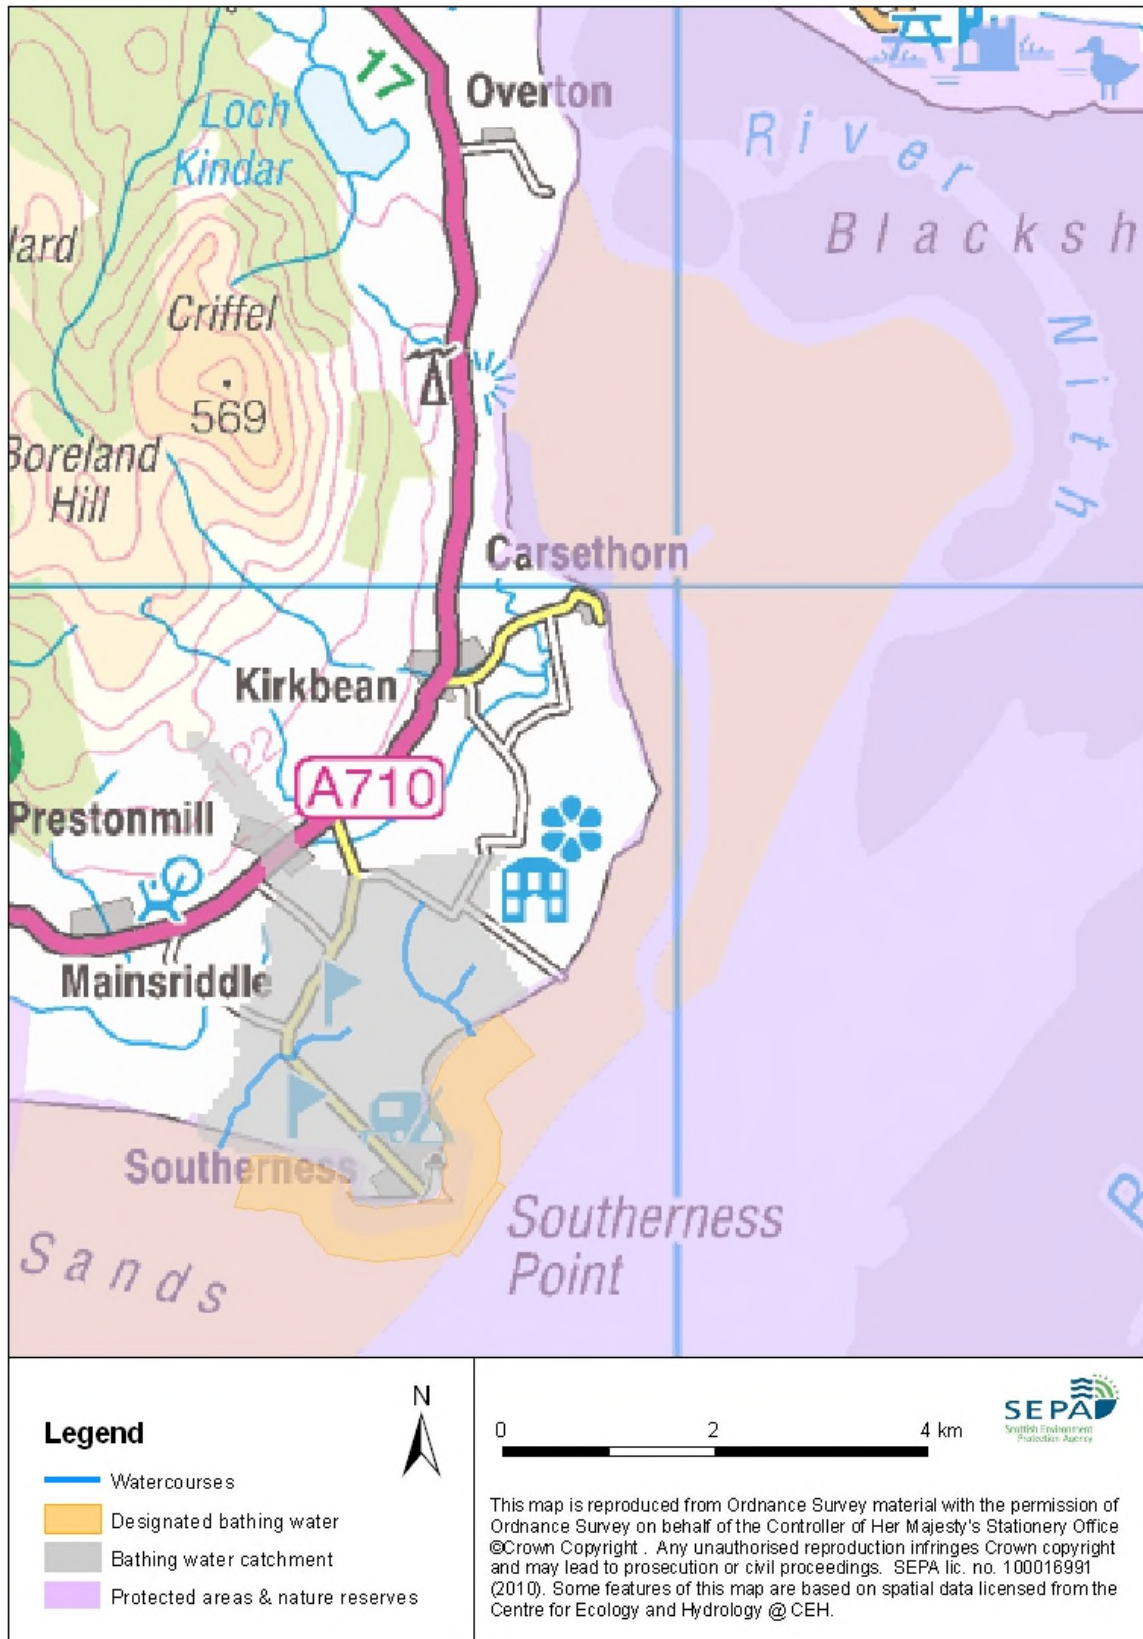 17
Overton
Loch
Kindar
River
Blacksh
lard
Criffel
Nith
569
Boreland
Hill
Carsethorn
Kirkbean
A710
Prestonmill
Mainsriddle
Southerness
Southerness
Point
Sands
Legend
Watercourses
Designated bathing water
Bathing water catchment
Protected areas & nature reserves
N
0 2 4 km
SEPA
Scottish Environment
Protection Agency
This map is reproduced from Ordnance Survey material with the permission of
Ordnance Survey on behalf of the Controller of Her Majesty's Stationery Office
©Crown Copyright . Any unauthorised reproduction infringes Crown copyright
and may lead to prosecution or civil proceedings. SEPA lic. no. 100016991
(2010). Some features of this map are based on spatial data licensed from the
Centre for Ecology and Hydrology @ CEH.